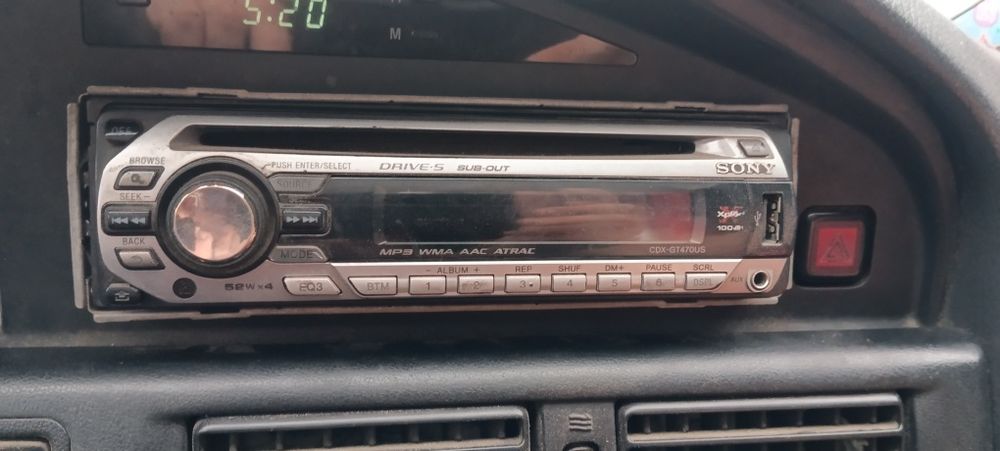 5:20
M
OFF
BROWSE
PUSH ENTER/SELECT
DRIVE·S SUB-OUT
SONY
SOURCE
SEEK -
Xplod
100dB
BACK
MODE
MP3 WMA AAC ATRAC
CDX-GT470US
- ALBUM + REP SHUF DM+ PAUSE SCRL
52W×4
EQ3
BTM 1 2 3 4 5 6 DSPL
AUX